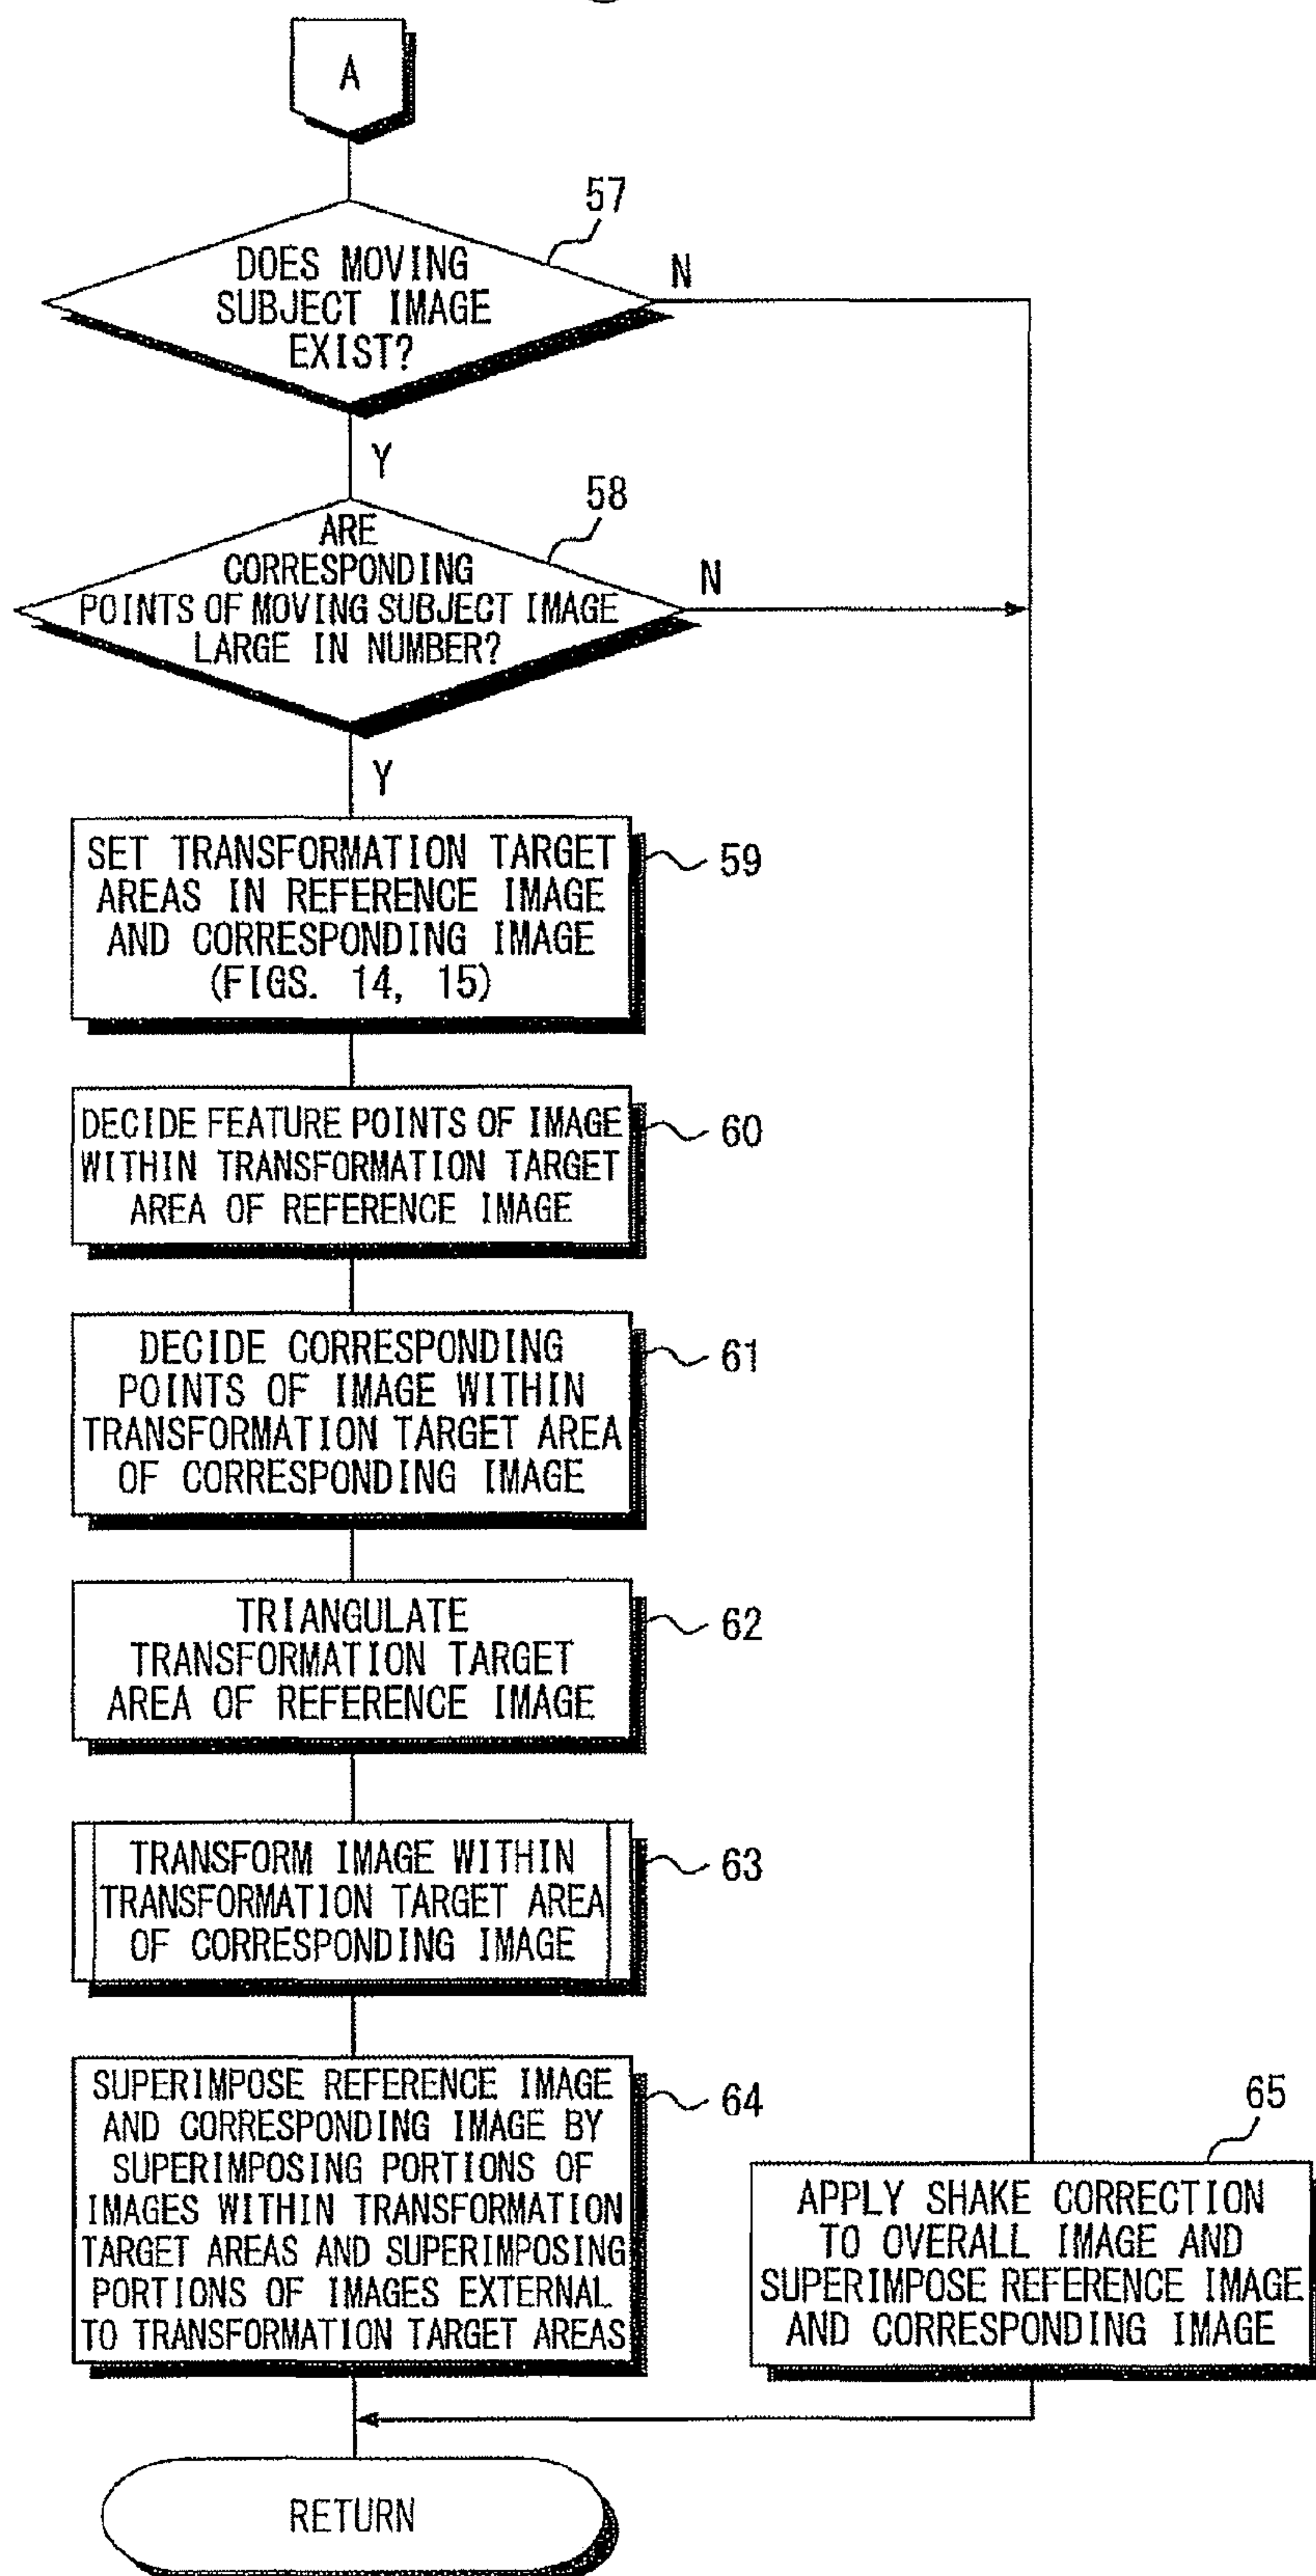 A
57
DOES MOVING
SUBJECT IMAGE
EXIST?
N
Y
58
ARE
CORRESPONDING
POINTS OF MOVING SUBJECT IMAGE
LARGE IN NUMBER?
N
Y
SET TRANSFORMATION TARGET
AREAS IN REFERENCE IMAGE
AND CORRESPONDING IMAGE
(FIGS. 14, 15)
59
DECIDE FEATURE POINTS OF IMAGE
WITHIN TRANSFORMATION TARGET
AREA OF REFERENCE IMAGE
60
DECIDE CORRESPONDING
POINTS OF IMAGE WITHIN
TRANSFORMATION TARGET AREA
OF CORRESPONDING IMAGE
61
TRIANGULATE
TRANSFORMATION TARGET
AREA OF REFERENCE IMAGE
62
TRANSFORM IMAGE WITHIN
TRANSFORMATION TARGET AREA
OF CORRESPONDING IMAGE
63
SUPERIMPOSE REFERENCE IMAGE
AND CORRESPONDING IMAGE BY
SUPERIMPOSING PORTIONS OF
IMAGES WITHIN TRANSFORMATION
TARGET AREAS AND SUPERIMPOSING
PORTIONS OF IMAGES EXTERNAL
TO TRANSFORMATION TARGET AREAS
64
65
APPLY SHAKE CORRECTION
TO OVERALL IMAGE AND
SUPERIMPOSE REFERENCE IMAGE
AND CORRESPONDING IMAGE
RETURN